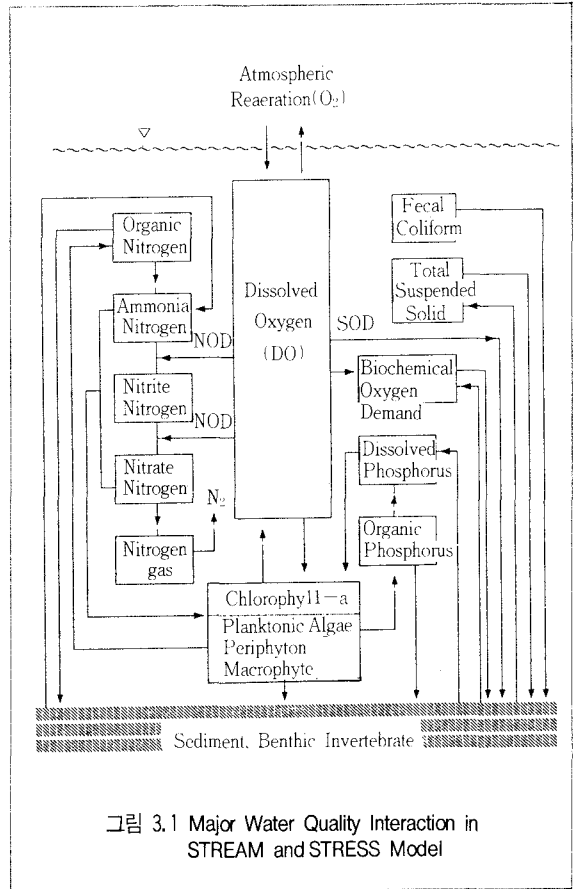 Atmospheric
Reaeration(O₂)
Organic
Nitrogen
Ammonia
Nitrogen
NOD
Nitrite
Nitrogen
NOD
Nitrate
Nitrogen
N₂
Nitrogen
gas
Dissolved
Oxygen
(DO)
SOD
Fecal
Coliform
Total
Suspended
Solid
Biochemical
Oxygen
Demand
Dissolved
Phosphorus
Organic
Phosphorus
Chlorophyll-a
Planktonic Algae
Periphyton
Macrophyte
Sediment, Benthic Invertebrate
그림 3.1 Major Water Quality Interaction in
STREAM and STRESS Model